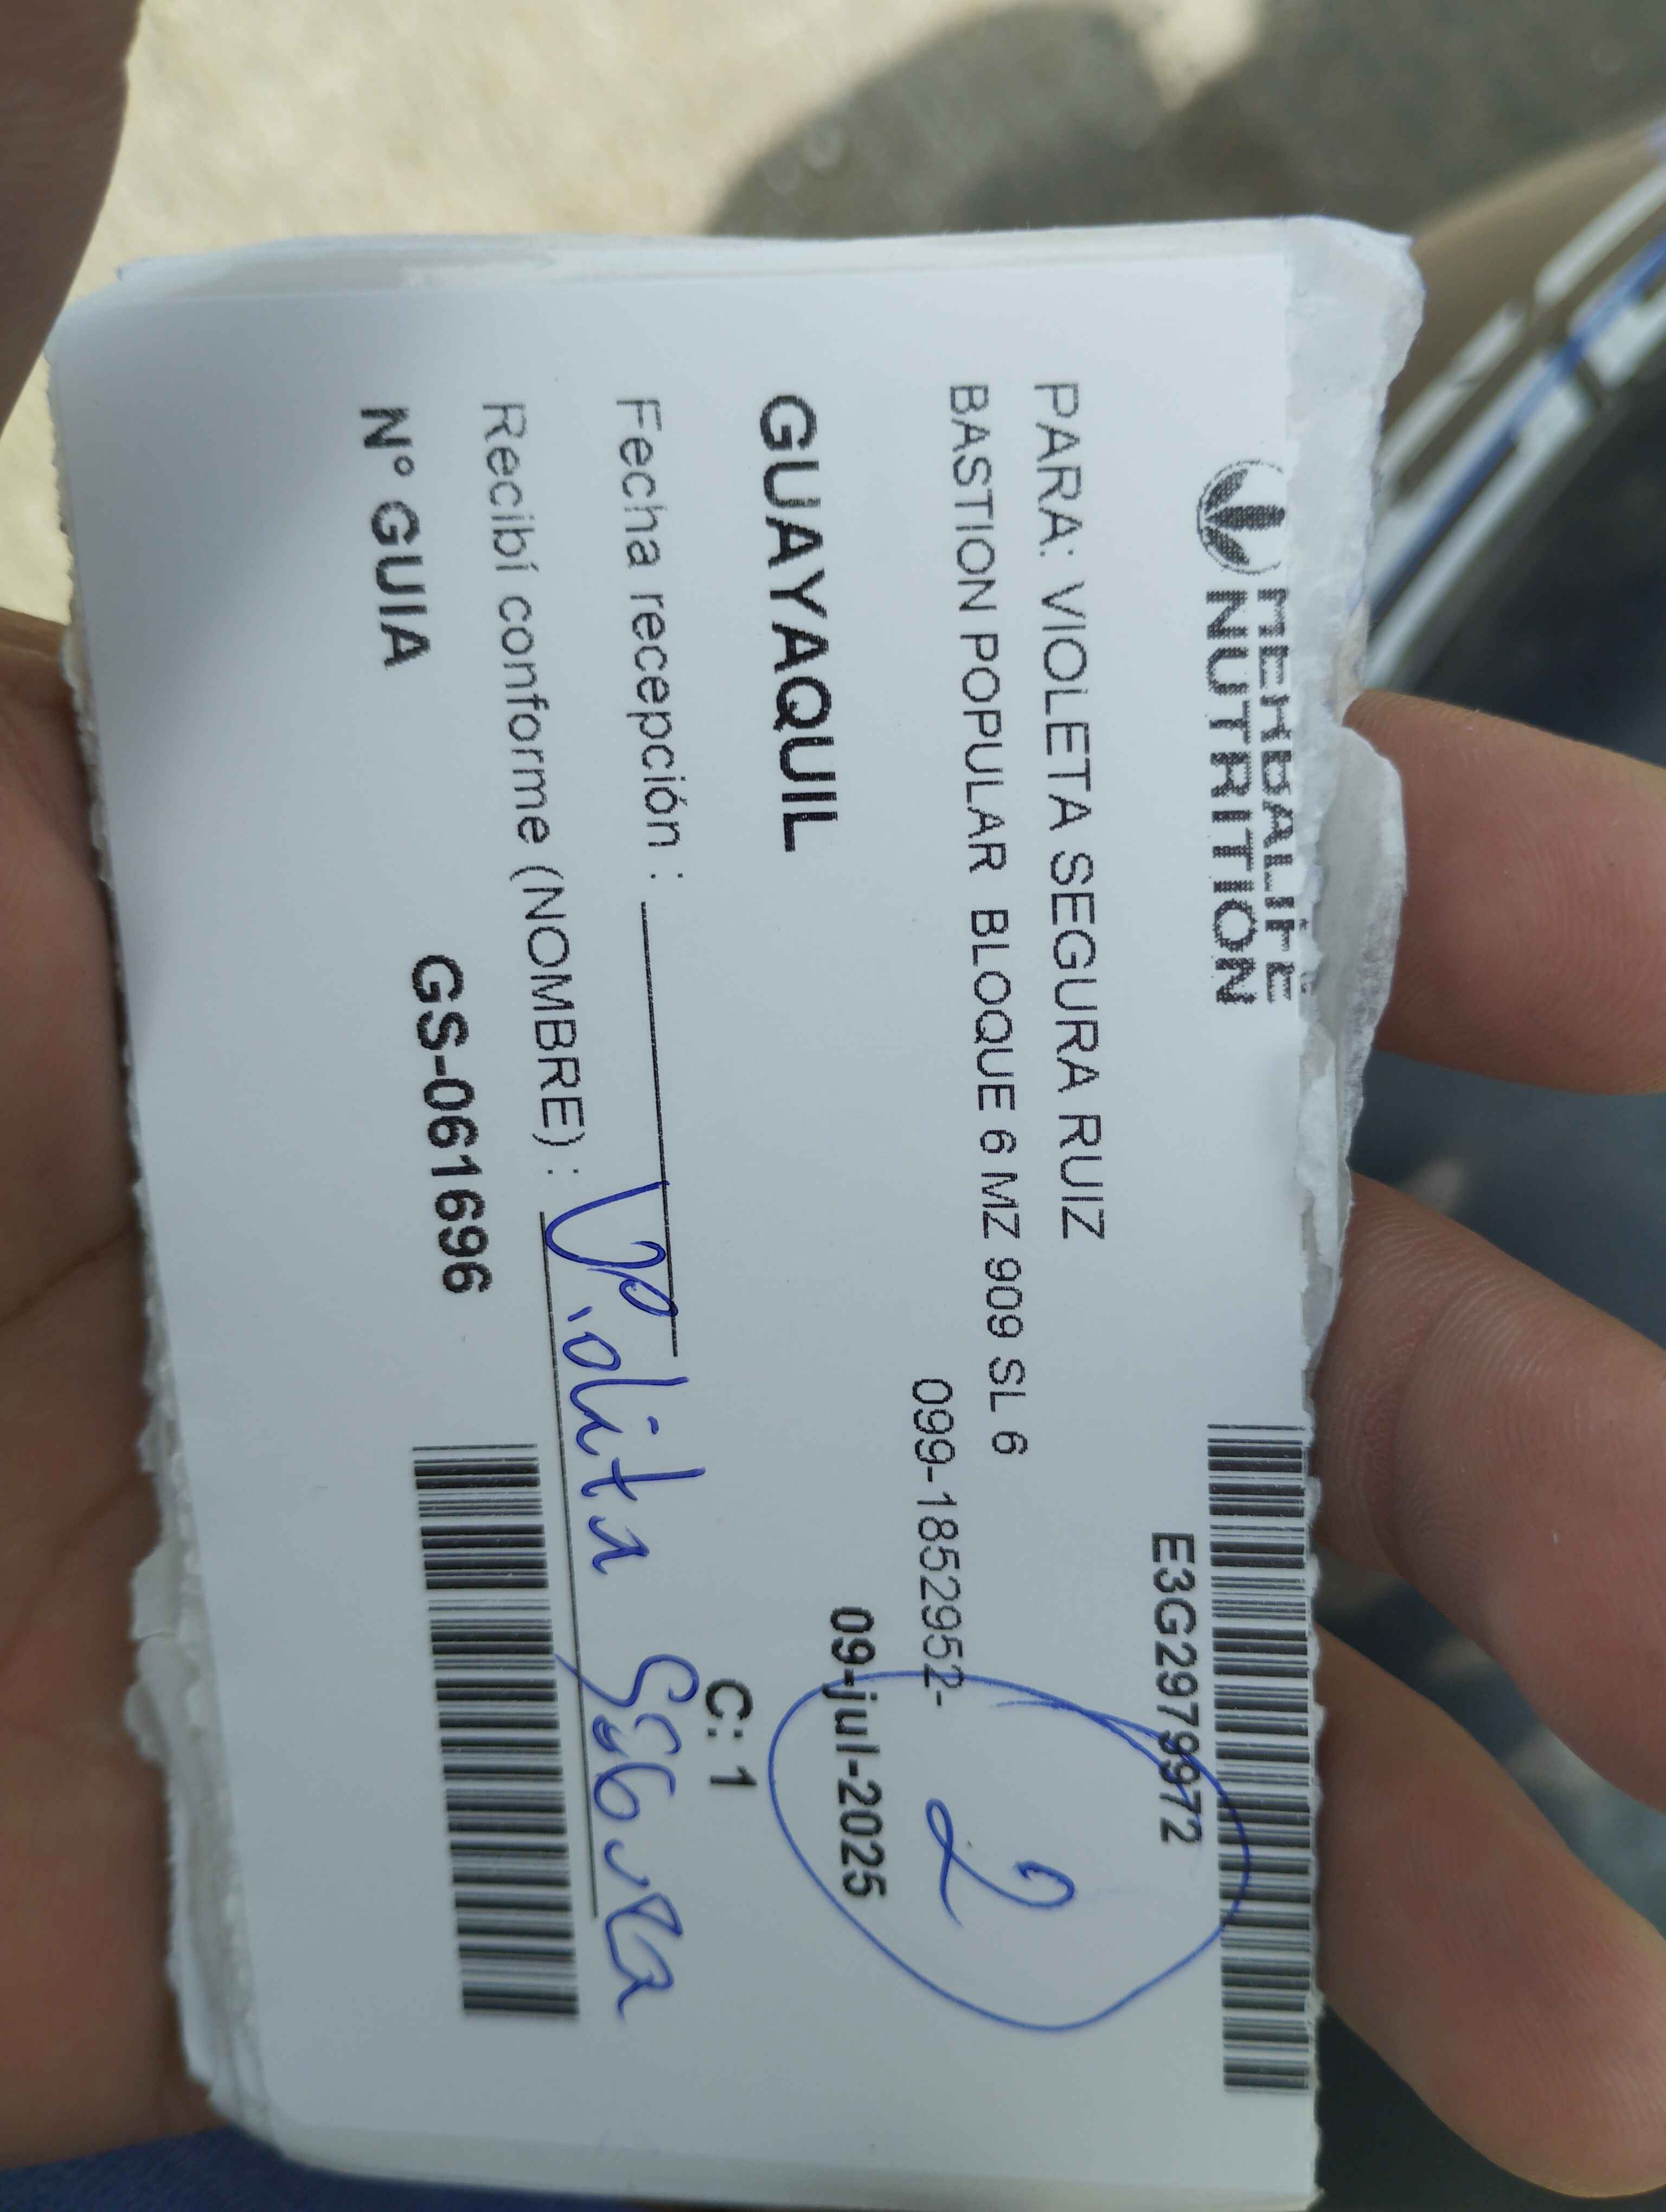 HERBALIFE
NUTRITION
E3G2979972
PARA: VIOLETA SEGURA RUIZ
BASTION POPULAR BLOQUE 6 MZ 909 SL 6
099-1852952-
2
GUAYAQUIL
09-jul-2025
C: 1
Fecha recepción :
Recibí conforme (NOMBRE) : Violita Segura
N° GUIA GS-061696